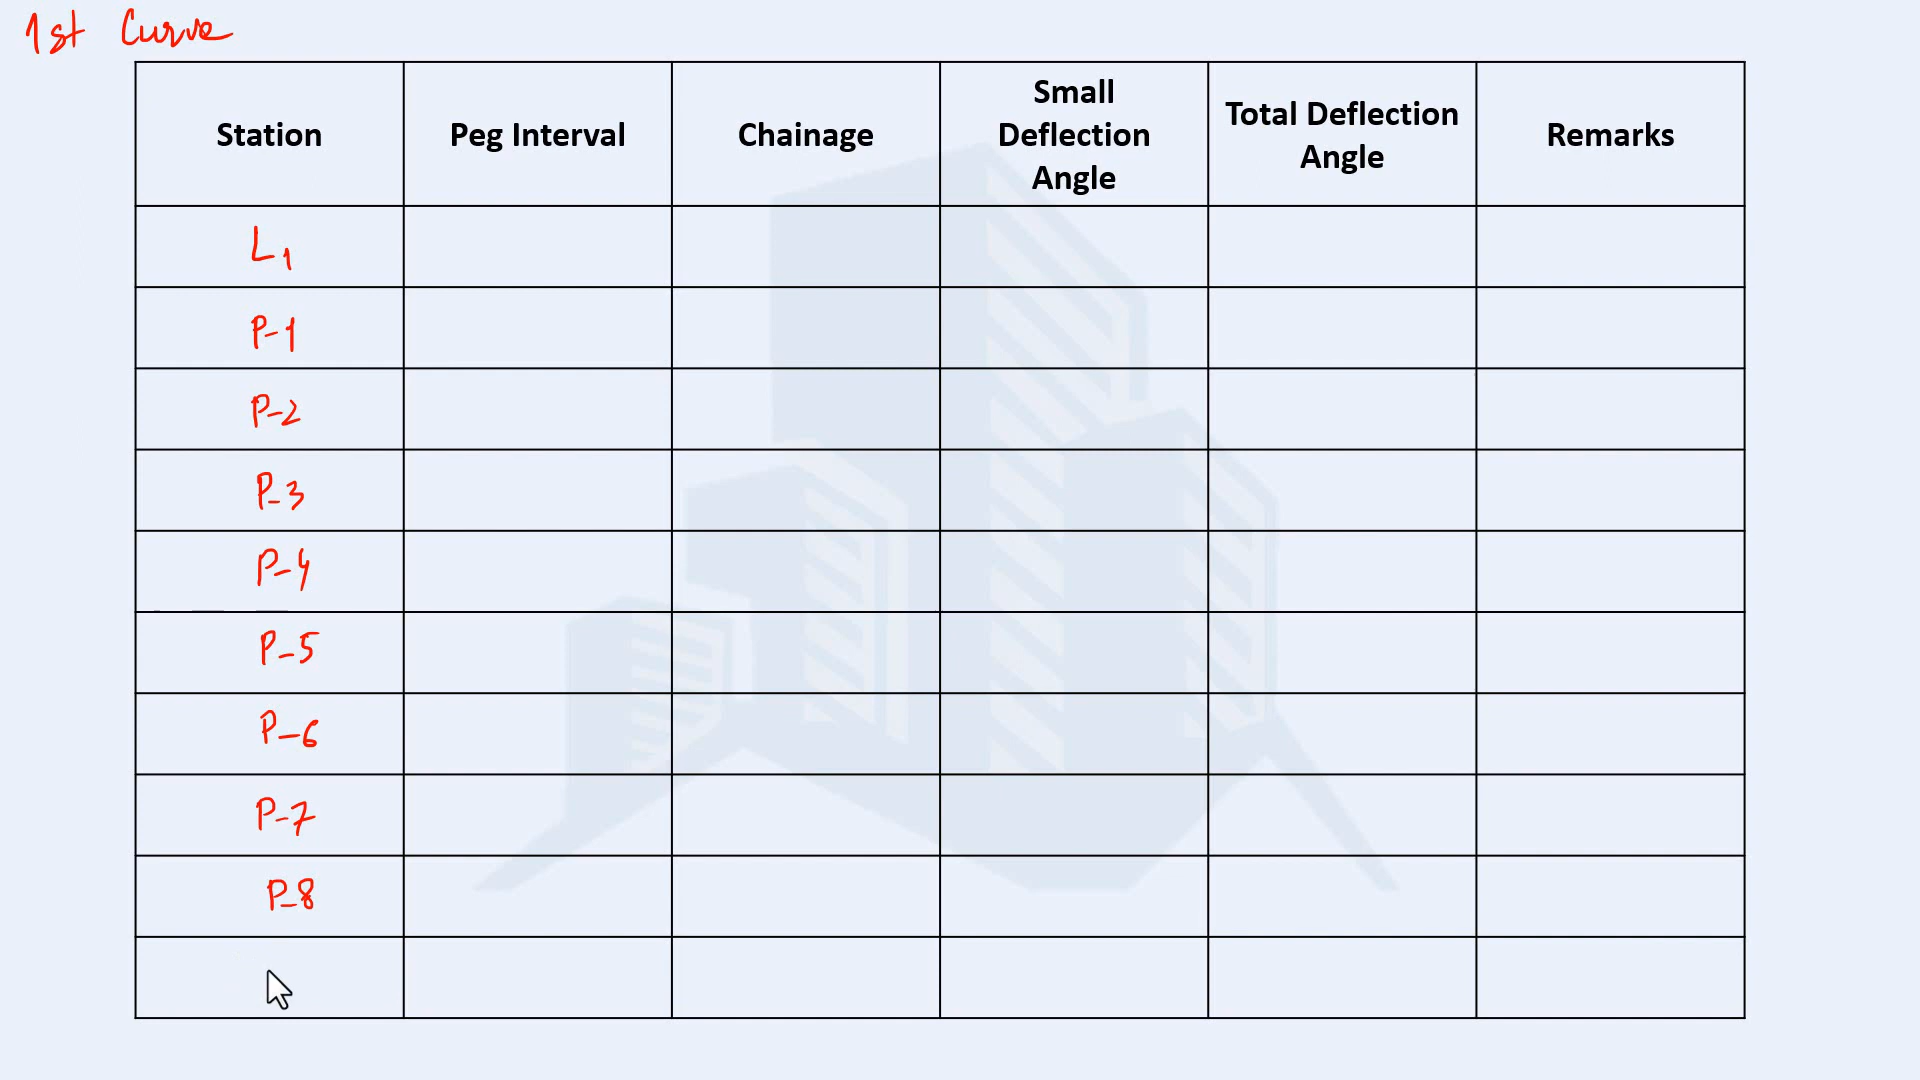 1st Curve
Station Peg Interval Chainage Small Deflection Angle Total Deflection Angle Remarks
L1
P-1
P-2
P-3
P-4
P-5
P-6
P-7
P-8